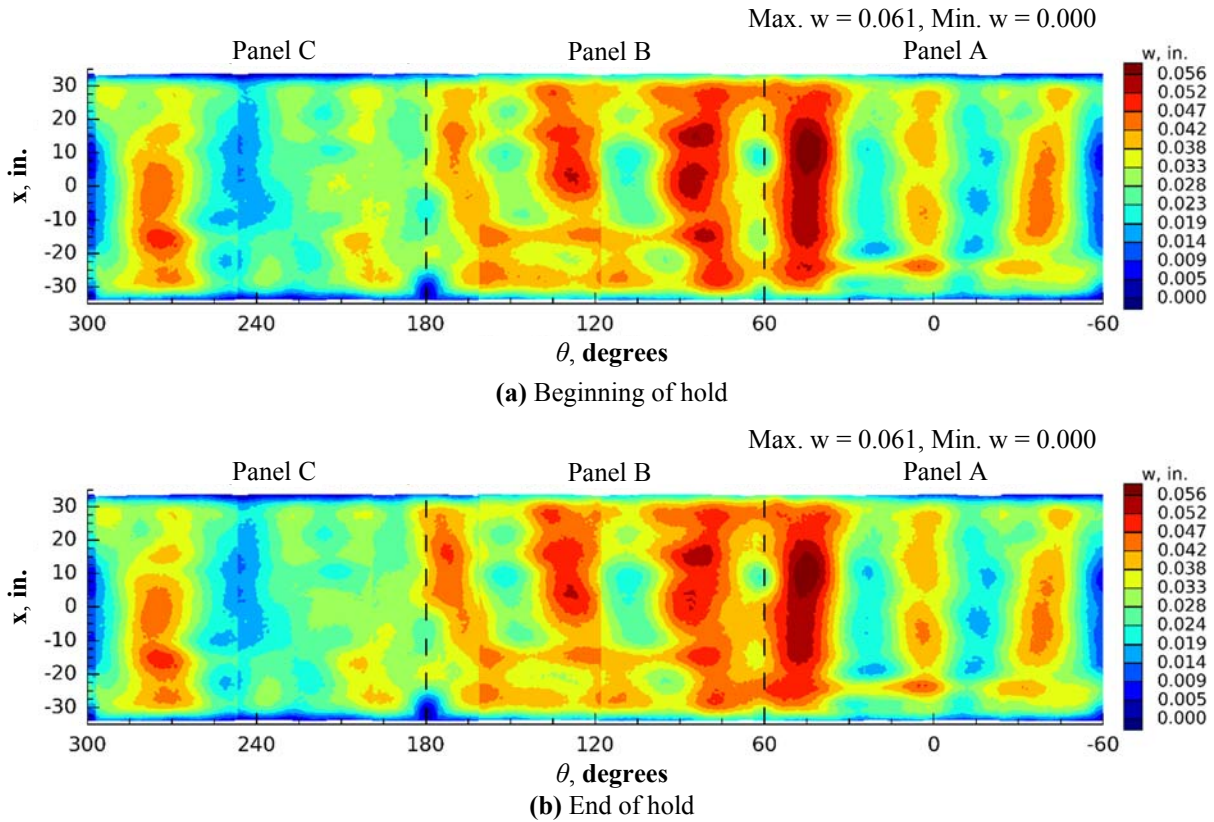 Max. w = 0.061, Min. w = 0.000
Panel C Panel B Panel A
w, in.
30
20
10
0
-10
-20
-30
x, in.
0.056
0.052
0.047
0.042
0.038
0.033
0.028
0.023
0.019
0.014
0.009
0.005
0.000
300 240 180 120 60 0 -60
θ, degrees
(a) Beginning of hold
Max. w = 0.061, Min. w = 0.000
Panel C Panel B Panel A
w, in.
30
20
10
0
-10
-20
-30
x, in.
0.056
0.052
0.047
0.042
0.038
0.033
0.028
0.023
0.019
0.014
0.009
0.005
0.000
300 240 180 120 60 0 -60
θ, degrees
(b) End of hold